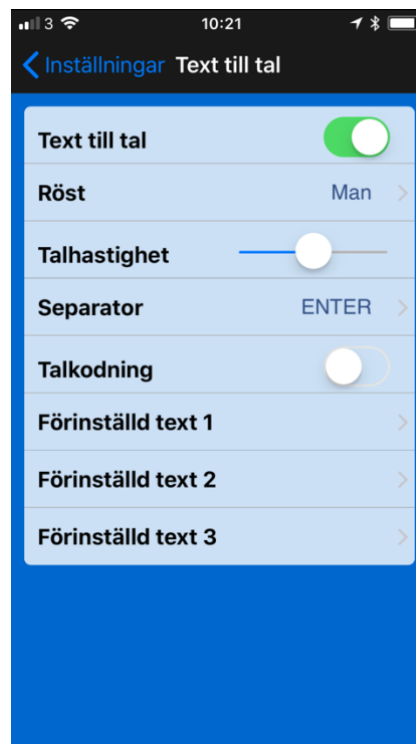 3 10:21
Inställningar Text till tal
Text till tal
Röst Man
Talhastighet
Separator ENTER
Talkodning
Förinställd text 1
Förinställd text 2
Förinställd text 3